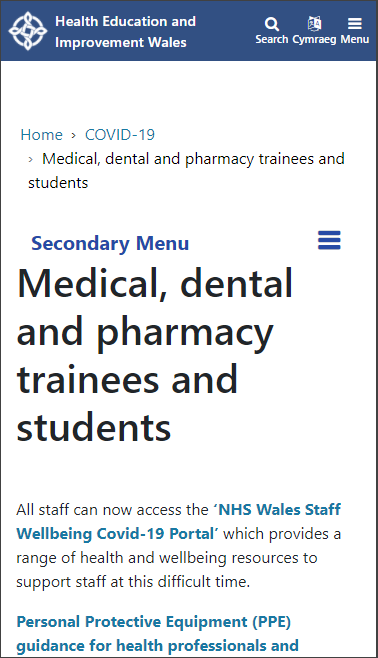 Health Education and
Improvement Wales
Search Cymraeg Menu
Home › COVID-19
› Medical, dental and pharmacy trainees and
students
Secondary Menu
Medical, dental
and pharmacy
trainees and
students
All staff can now access the ‘NHS Wales Staff
Wellbeing Covid-19 Portal’ which provides a
range of health and wellbeing resources to
support staff at this difficult time.
Personal Protective Equipment (PPE)
guidance for health professionals and